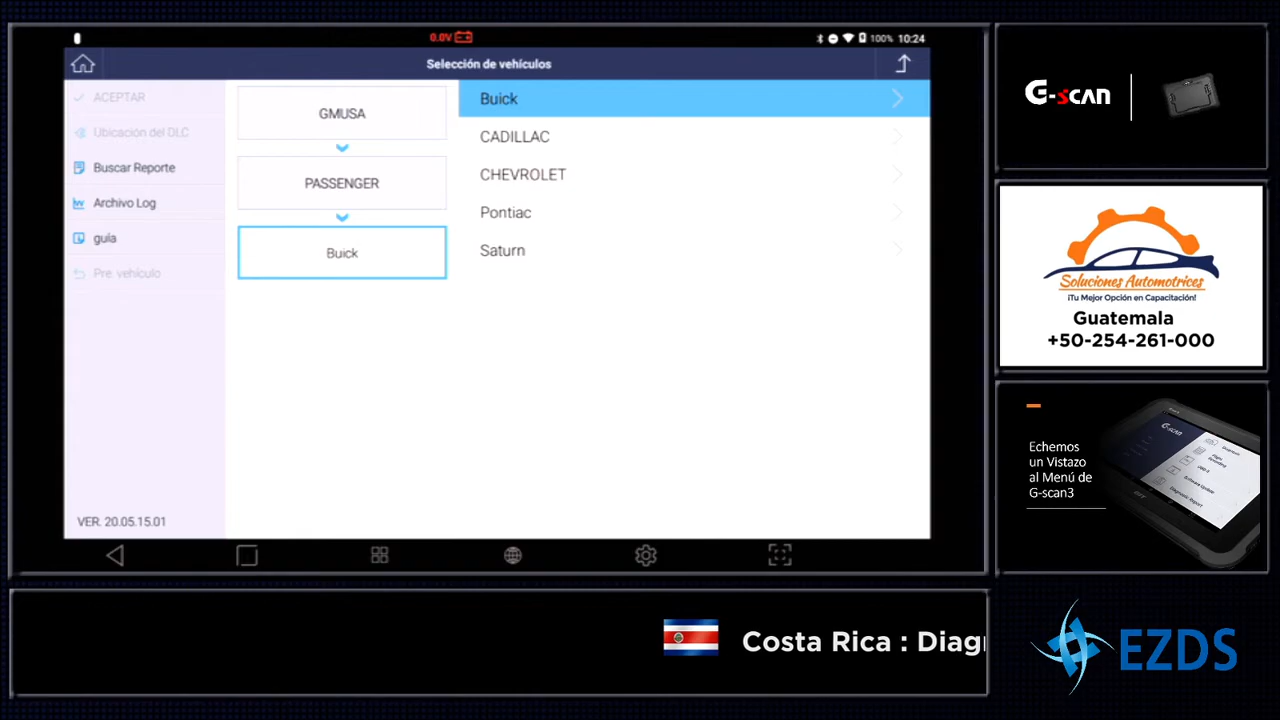 0.0V
100% 10:24
Selección de vehículos
ACEPTAR
Ubicación del DLC
Buscar Reporte
Archivo Log
guía
Pre. vehículo
VER. 20.05.15.01
GMUSA
PASSENGER
Buick
Buick
CADILLAC
CHEVROLET
Pontiac
Saturn
G-scan
Soluciones Automotrices
¡Tu Mejor Opción en Capacitación!
Guatemala
+50-254-261-000
Echemos
un Vistazo
al Menú de
G-scan3
G-scan
Costa Rica : Diag
EZDS